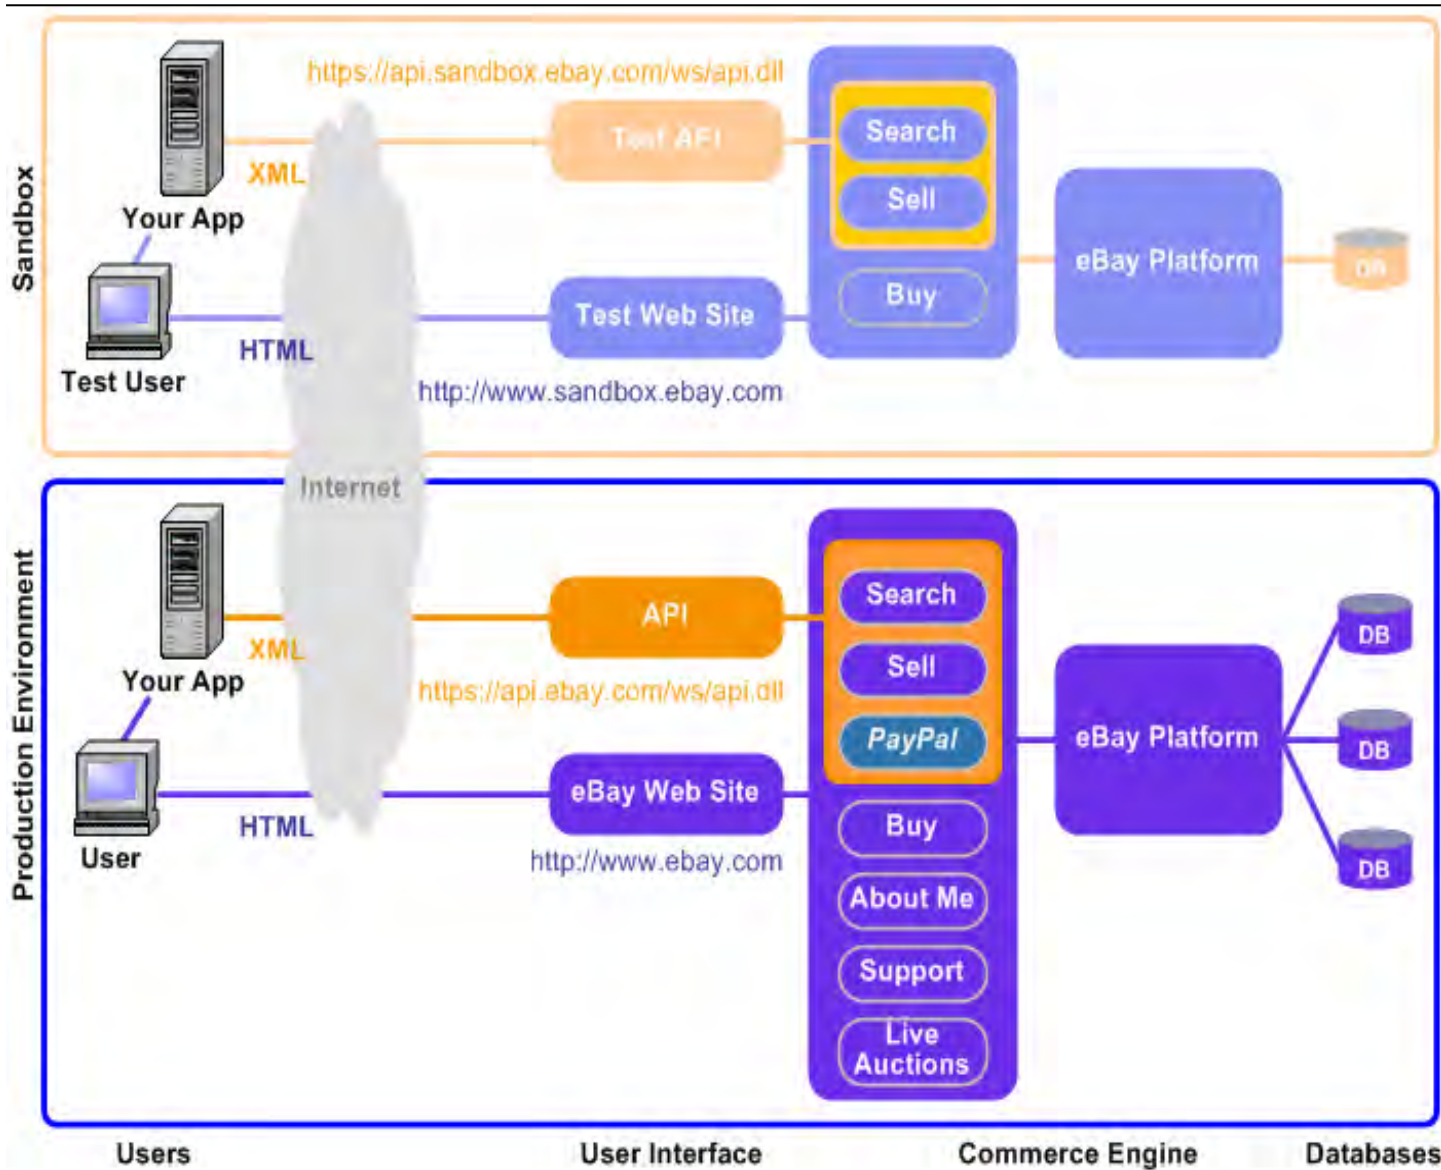 Sandbox
https://api.sandbox.ebay.com/ws/api.dll
Test API
XML
Your App
Search
Sell
Buy
eBay Platform
DB
Test Web Site
HTML
Test User
http://www.sandbox.ebay.com
Internet
Production Environment
API
XML
Your App
https://api.ebay.com/ws/api.dll
Search
Sell
PayPal
Buy
About Me
Support
Live
Auctions
eBay Platform
DB
DB
DB
eBay Web Site
HTML
User
http://www.ebay.com
Users
User Interface
Commerce Engine
Databases